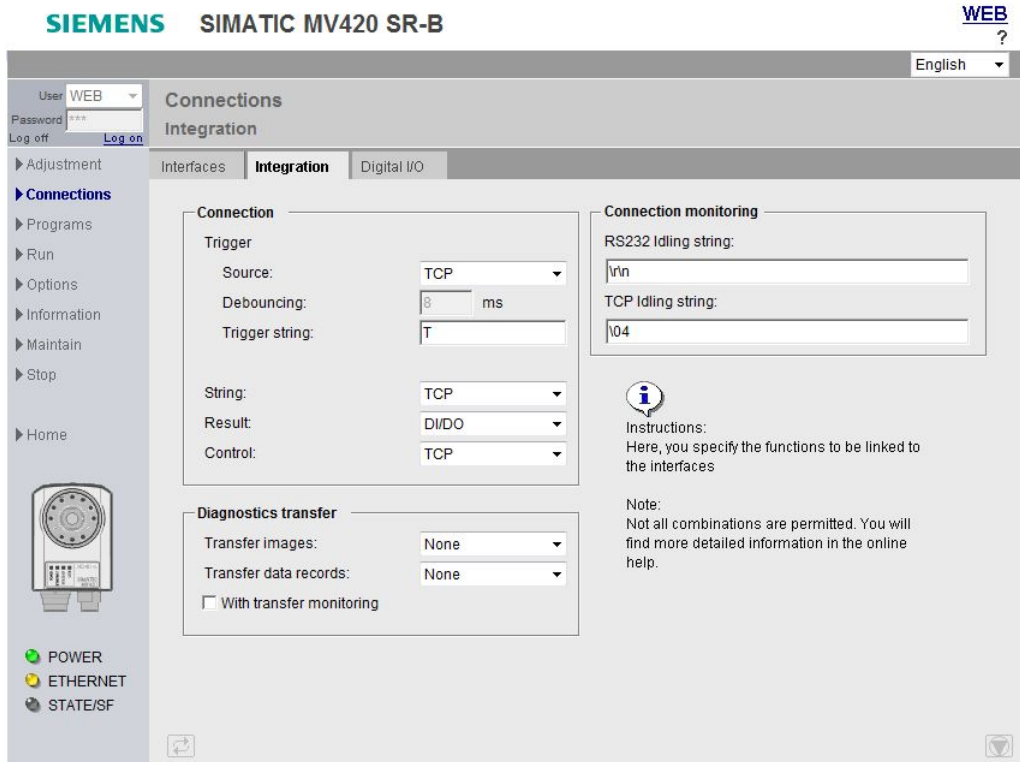 SIEMENS SIMATIC MV420 SR-B
WEB
?
English
User WEB
Password ***
Log off Log on
Adjustment
Connections
Programs
Run
Options
Information
Maintain
Stop
Home
POWER
ETHERNET
STATE/SF
Connections
Integration
Interfaces Integration Digital I/O
Connection
Trigger
Source: TCP
Debouncing: 8 ms
Trigger string: T
String: TCP
Result: DI/DO
Control: TCP
Diagnostics transfer
Transfer images: None
Transfer data records: None
With transfer monitoring
Connection monitoring
RS232 Idling string:
\r\n
TCP Idling string:
\04
Instructions:
Here, you specify the functions to be linked to
the interfaces
Note:
Not all combinations are permitted. You will
find more detailed information in the online
help.